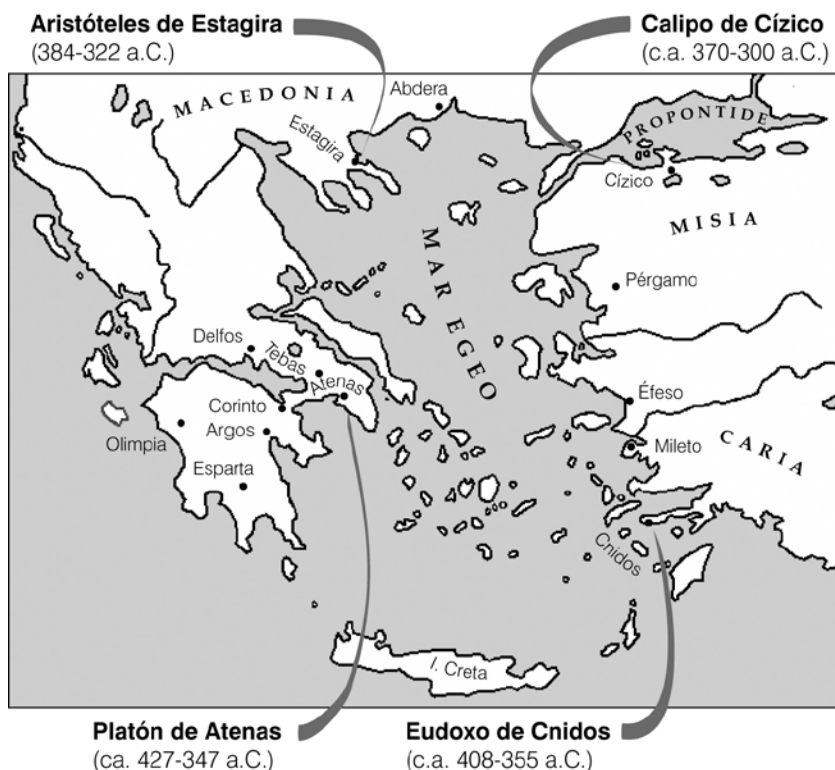 Aristóteles de Estagira
(384-322 a.C.)
Calipo de Cízico
(c.a. 370-300 a.C.)
MACEDONIA
Abdera
Estagira
PROPONTIDE
Cízico
MISIA
MAR EGEO
Pérgamo
Delfos
Tebas
Atenas
Corinto
Olimpia
Argos
Esparta
Éfeso
Mileto
CARIA
Cnidos
I. Creta
Platón de Atenas
(ca. 427-347 a.C.)
Eudoxo de Cnidos
(c.a. 408-355 a.C.)